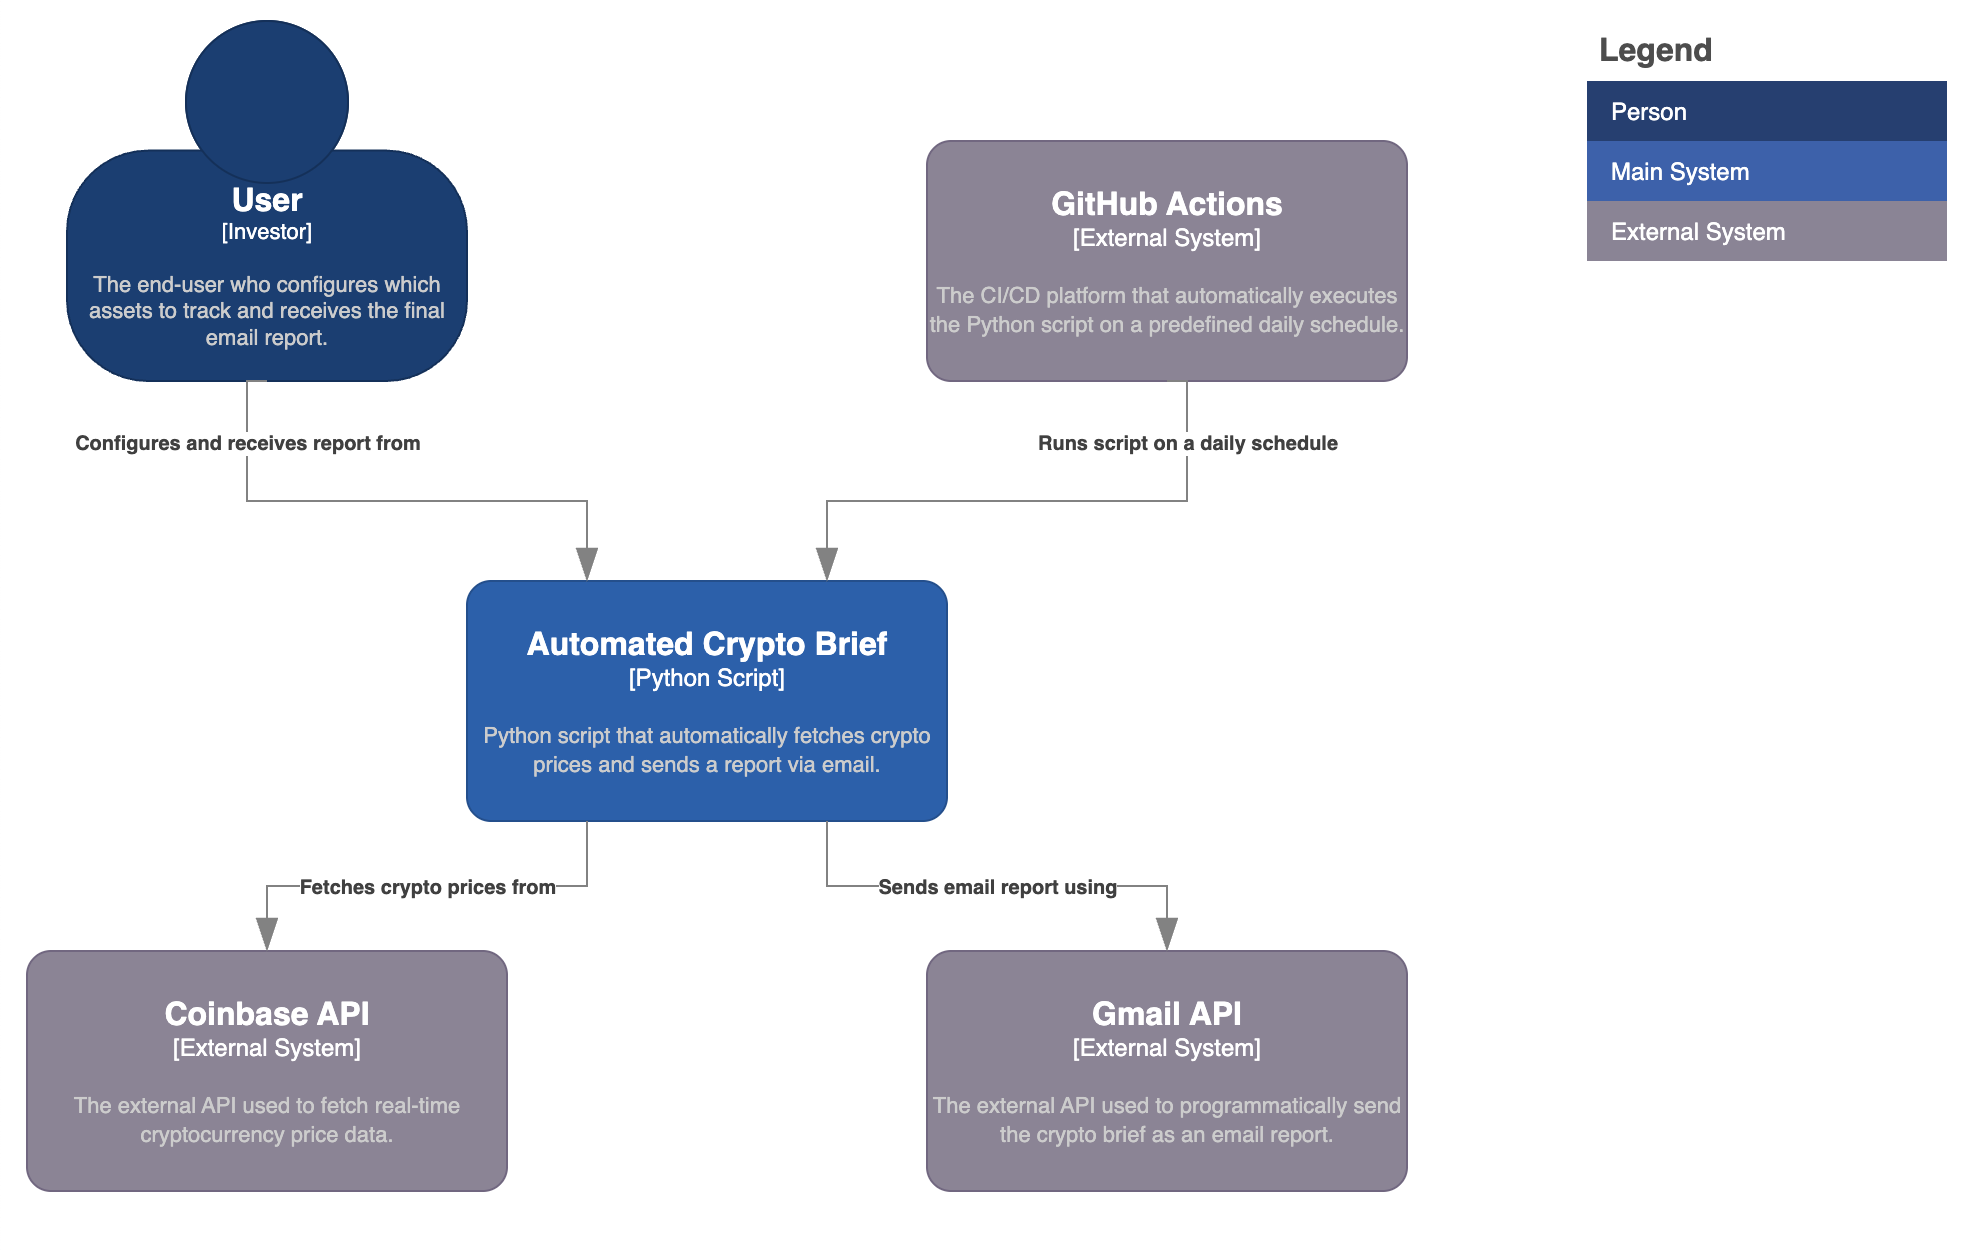 Legend
Person
Main System
External System
User
[Investor]
The end-user who configures which
assets to track and receives the final
email report.
GitHub Actions
[External System]
The CI/CD platform that automatically executes
the Python script on a predefined daily schedule.
Configures and receives report from
Runs script on a daily schedule
Automated Crypto Brief
[Python Script]
Python script that automatically fetches crypto
prices and sends a report via email.
Fetches crypto prices from
Sends email report using
Coinbase API
[External System]
The external API used to fetch real-time
cryptocurrency price data.
Gmail API
[External System]
The external API used to programmatically send
the crypto brief as an email report.